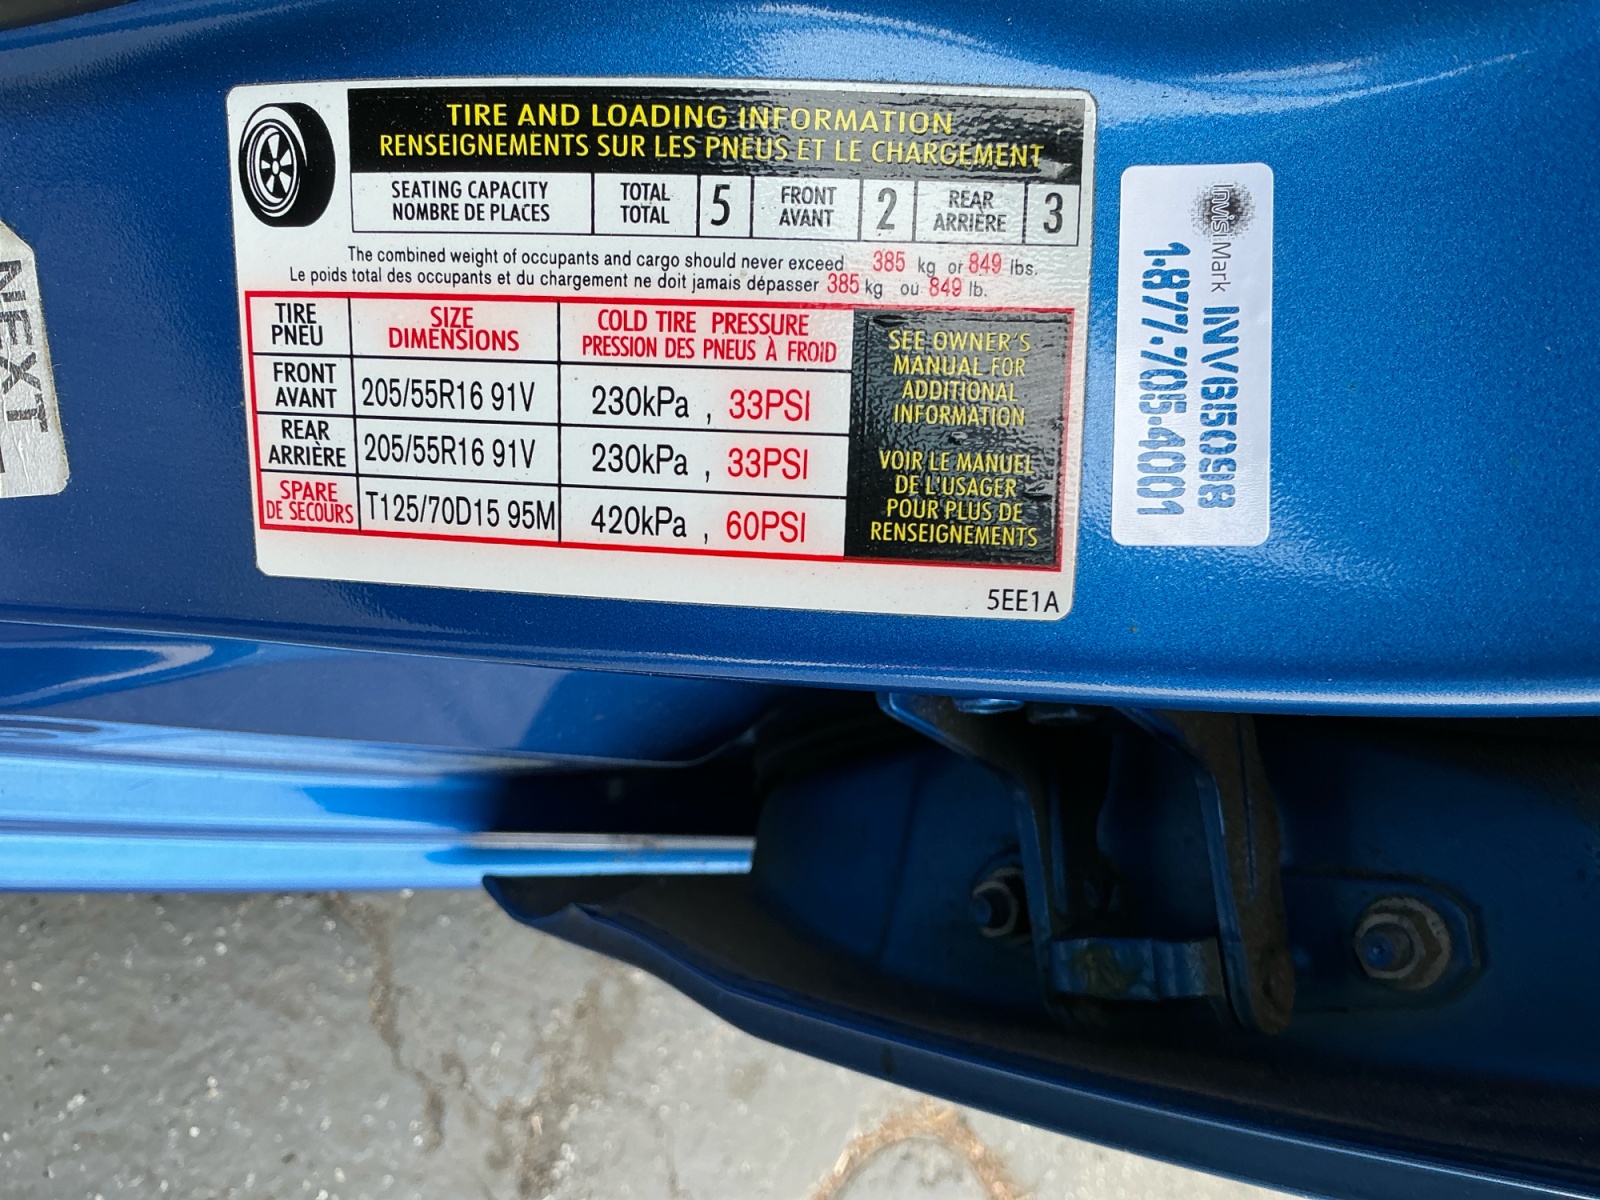 TIRE AND LOADING INFORMATION
RENSEIGNEMENTS SUR LES PNEUS ET LE CHARGEMENT
SEATING CAPACITY TOTAL 5 FRONT 2 REAR 3
NOMBRE DE PLACES TOTAL AVANT ARRIÈRE
The combined weight of occupants and cargo should never exceed 385 kg or 849 lbs.
Le poids total des occupants et du chargement ne doit jamais dépasser 385 kg ou 849 lb.
TIRE SIZE COLD TIRE PRESSURE
PNEU DIMENSIONS PRESSION DES PNEUS À FROID
FRONT
AVANT 205/55R16 91V 230kPa , 33PSI
REAR
ARRIÈRE 205/55R16 91V 230kPa , 33PSI
SPARE
DE SECOURS T125/70D15 95M 420kPa , 60PSI
SEE OWNER'S
MANUAL FOR
ADDITIONAL
INFORMATION
VOIR LE MANUEL
DE L'USAGER
POUR PLUS DE
RENSEIGNEMENTS
5EE1A
InvisiMark INV65098
1-877-705-4001
NEXT